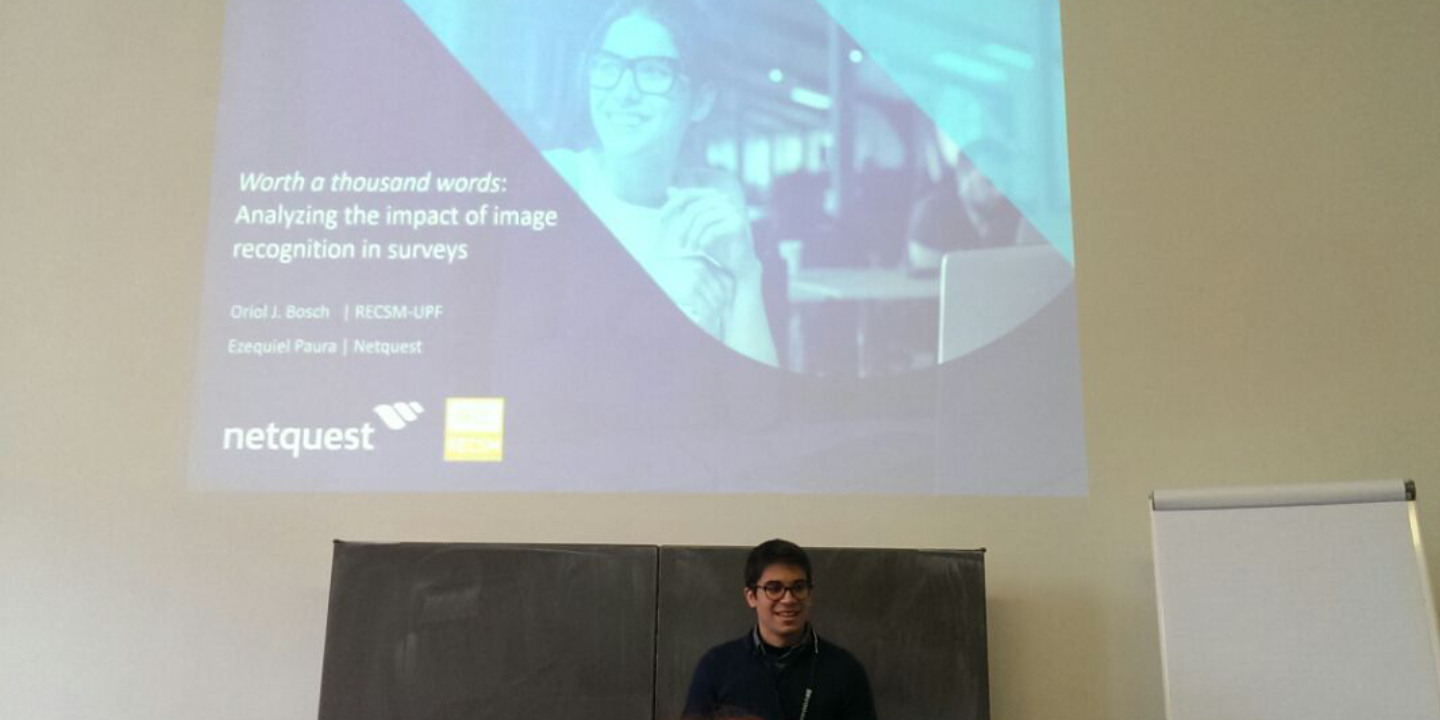 Worth a thousand words:
Analyzing the impact of image
recognition in surveys
Oriol J. Bosch | RECSM-UPF
Ezequiel Paura | Netquest
netquest
RECSM